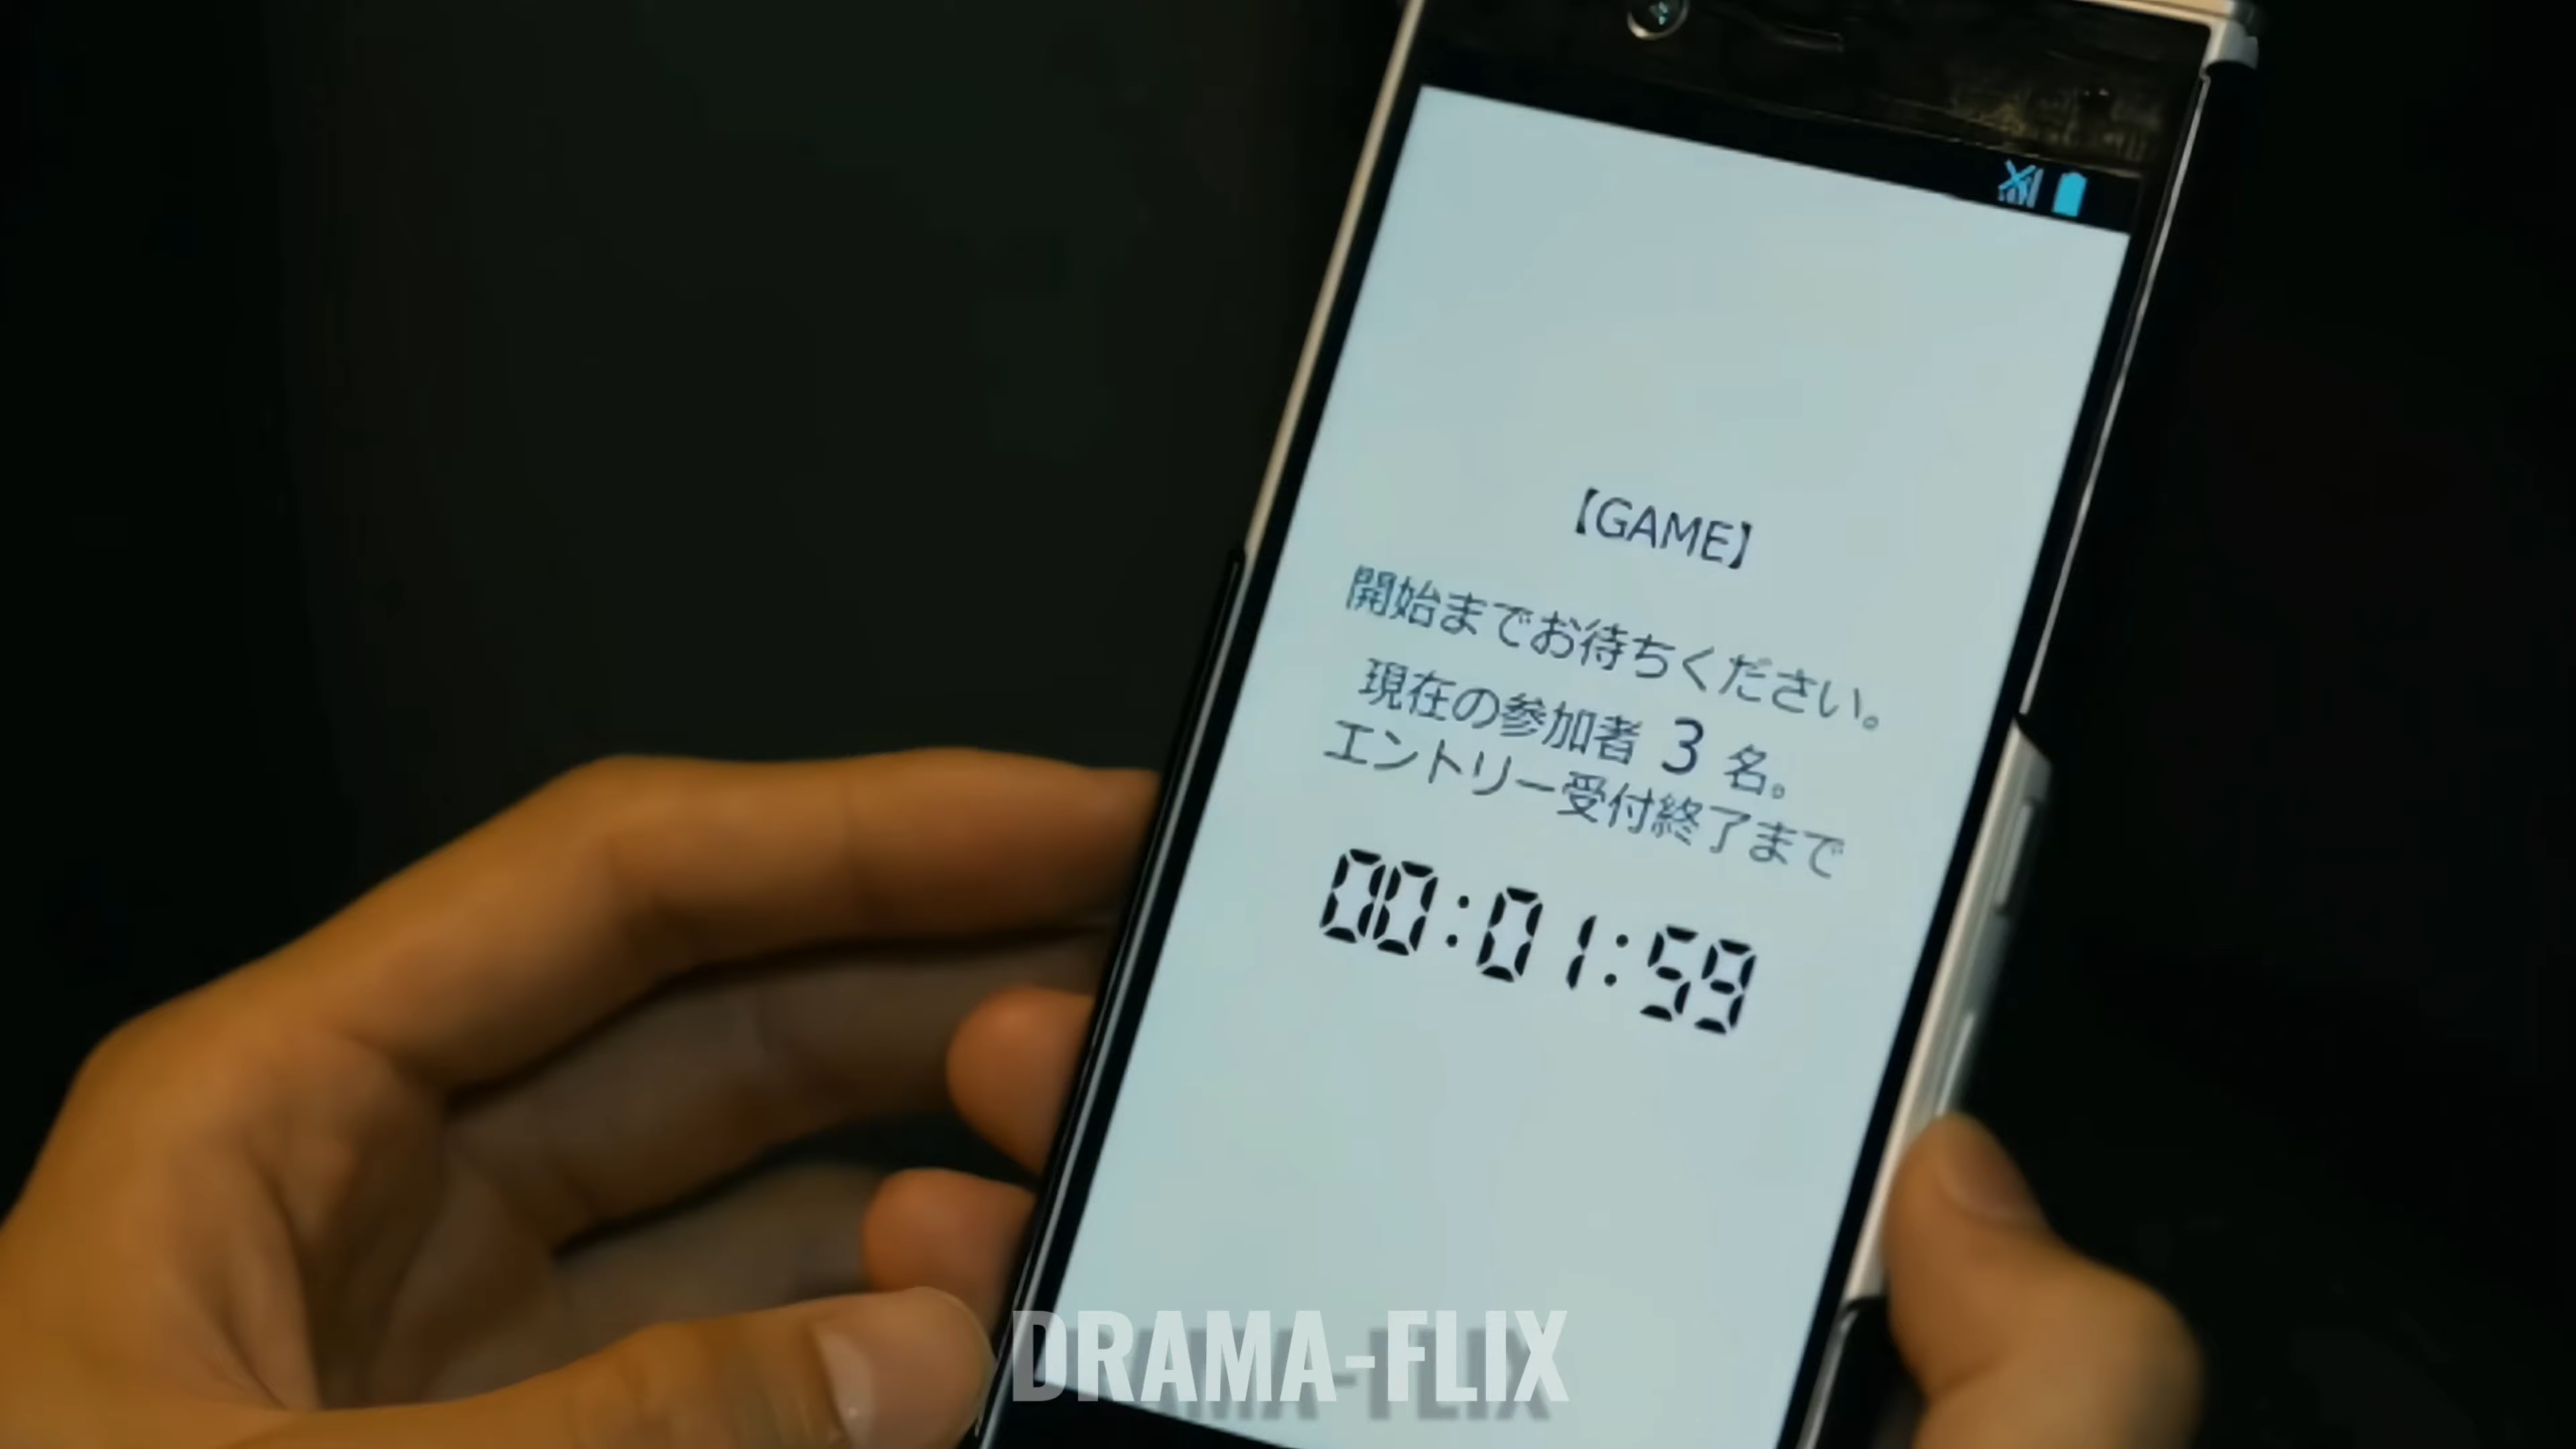 【GAME】
開始までお待ちください。
現在の参加者 3 名。
エントリー受付終了まで
00:01:59
DRAMA-FLIX